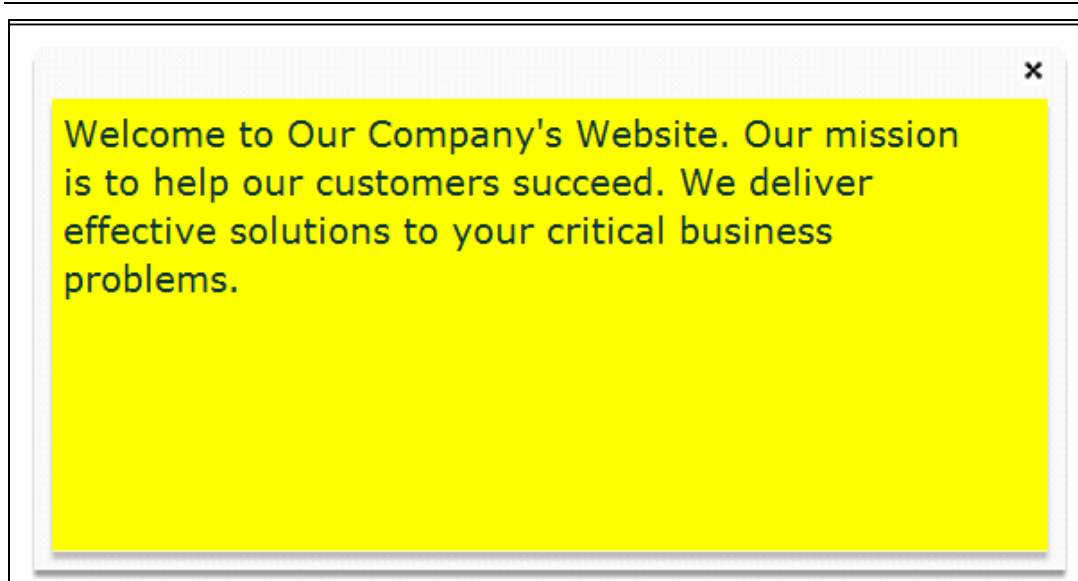 Welcome to Our Company's Website. Our mission
is to help our customers succeed. We deliver
effective solutions to your critical business
problems.